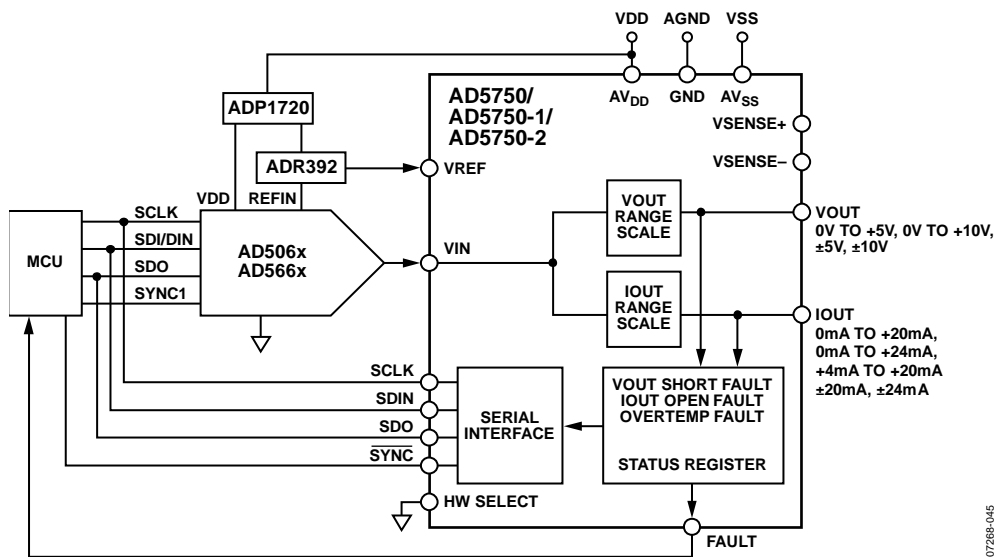 VDD AGND VSS
AVDD GND AVSS
AD5750/
AD5750-1/
AD5750-2
VSENSE+
VSENSE–
ADP1720
ADR392
VREF
VDD REFIN
MCU
SCLK
SDI/DIN
SDO
SYNC1
AD506x
AD566x
VIN
VOUT
RANGE
SCALE
VOUT
0V TO +5V, 0V TO +10V,
±5V, ±10V
IOUT
RANGE
SCALE
IOUT
0mA TO +20mA,
0mA TO +24mA,
+4mA TO +20mA
±20mA, ±24mA
SCLK
SDIN
SDO
SYNC
SERIAL
INTERFACE
VOUT SHORT FAULT
IOUT OPEN FAULT
OVERTEMP FAULT
STATUS REGISTER
HW SELECT
FAULT
07268-045